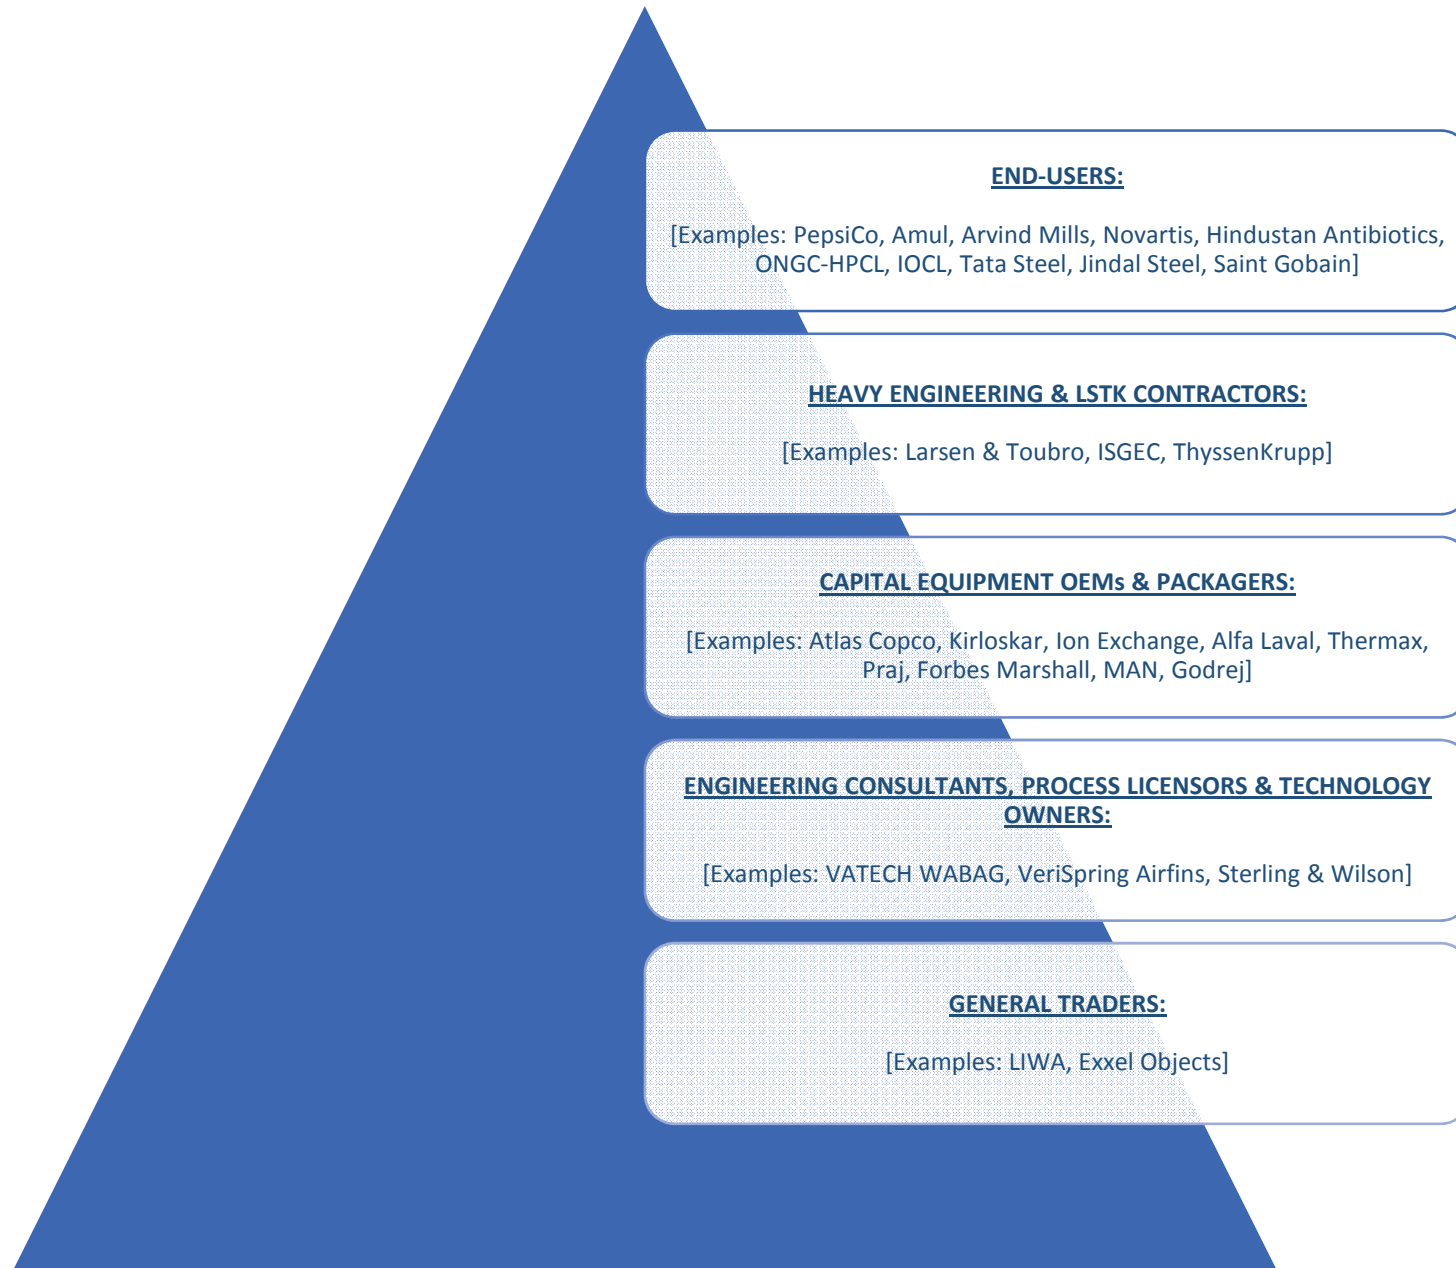 END-USERS:
[Examples: PepsiCo, Amul, Arvind Mills, Novartis, Hindustan Antibiotics,
ONGC-HPCL, IOCL, Tata Steel, Jindal Steel, Saint Gobain]
HEAVY ENGINEERING & LSTK CONTRACTORS:
[Examples: Larsen & Toubro, ISGEC, ThyssenKrupp]
CAPITAL EQUIPMENT OEMs & PACKAGERS:
[Examples: Atlas Copco, Kirloskar, Ion Exchange, Alfa Laval, Thermax,
Praj, Forbes Marshall, MAN, Godrej]
ENGINEERING CONSULTANTS, PROCESS LICENSORS & TECHNOLOGY
OWNERS:
[Examples: VATECH WABAG, VeriSpring Airfins, Sterling & Wilson]
GENERAL TRADERS:
[Examples: LIWA, Exxel Objects]